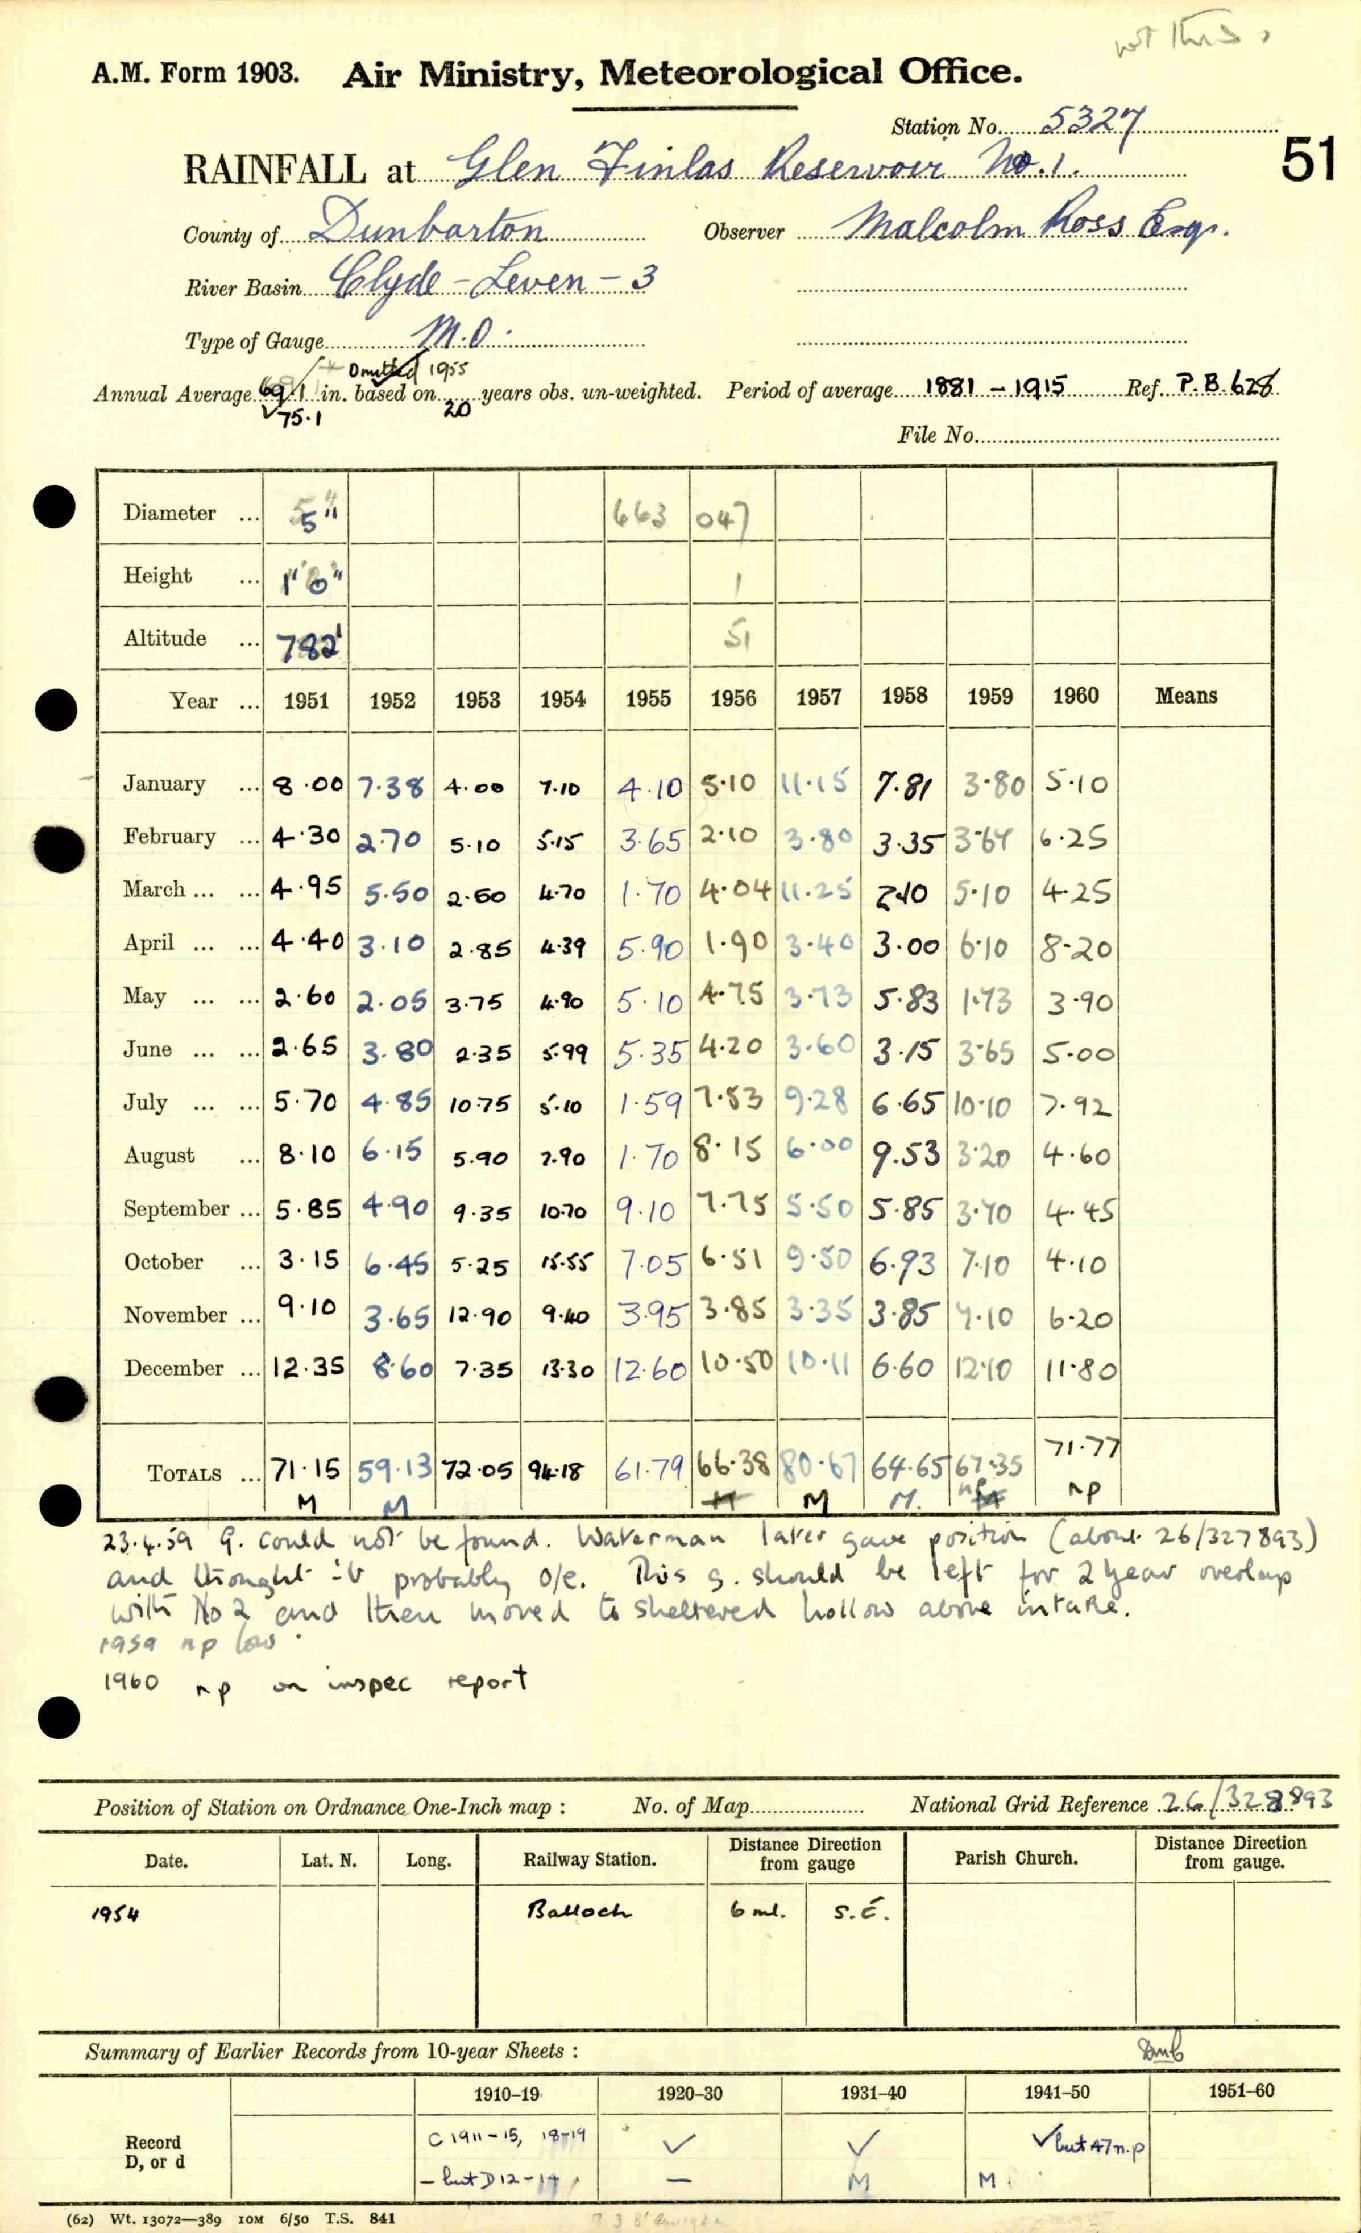 not this ?
A.M. Form 1903. Air Ministry, Meteorological Office.
Station No. 5327
51
RAINFALL at Glen Finlas Reservoir No. 1.
County of Dunbarton Observer Malcolm Ross Esq.
River Basin Clyde - Leven - 3
Type of Gauge M.O.
Omitted 1955
Annual Average 69.1 in. based on 20 years obs. un-weighted. Period of average 1881 - 1915 Ref. P.B. 628
✓75.1
File No.
Diameter ... 5" 663 047
Height ... 1' 0" 1
Altitude ... 782' 51
Year ... 1951 1952 1953 1954 1955 1956 1957 1958 1959 1960 Means
January ... 8.00 7.38 4.00 7.10 4.10 5.10 11.15 7.81 3.80 5.10
February ... 4.30 2.70 5.10 5.15 3.65 2.10 3.80 3.35 3.67 6.25
March ... ... 4.95 5.50 2.50 4.70 1.70 4.04 11.25 2.10 5.10 4.25
April ... ... 4.40 3.10 2.85 4.39 5.90 1.90 3.40 3.00 6.10 8.20
May ... ... 2.60 2.05 3.75 4.90 5.10 4.75 3.73 5.83 1.73 3.90
June ... ... 2.65 3.80 2.35 5.99 5.35 4.20 3.60 3.15 3.65 5.00
July ... ... 5.70 4.85 10.75 5.10 1.59 7.53 9.28 6.65 10.10 7.92
August ... 8.10 6.15 5.90 7.90 1.70 8.15 6.00 9.53 3.20 4.60
September ... 5.85 4.90 9.35 10.70 9.10 7.75 5.50 5.85 3.70 4.45
October ... 3.15 6.45 5.25 15.55 7.05 6.51 9.50 6.93 7.10 4.10
November ... 9.10 3.65 12.90 9.40 3.95 3.85 3.35 3.85 7.10 6.20
December ... 12.35 8.60 7.35 13.30 12.60 10.50 10.11 6.60 12.10 11.80
TOTALS ... 71.15 59.13 72.05 94.18 61.79 66.38 80.67 64.65 67.35 71.77
M M M M M. np np
23.4.59 G. could not be found. Waterman later gave position (about 26/327893)
and thought it probably o/e. This g. should be left for 2 year overlap
with No 2 and then moved to sheltered hollow above intake.
1959 np low.
1960 np on inspec report
Position of Station on Ordnance One-Inch map : No. of Map National Grid Reference 26/328893
Date. Lat. N. Long. Railway Station. Distance from gauge Direction Parish Church. Distance from gauge. Direction
1954 Balloch 6 ml. S.E.
Summary of Earlier Records from 10-year Sheets : Dmb
1910–19 1920–30 1931–40 1941–50 1951–60
Record D, or d
C 1911-15, 18-19 ✓ ✓ ✓ but 47 n.p
- but D 12-14 – M M
(62) Wt. 13072—389 10M 6/50 T.S. 841